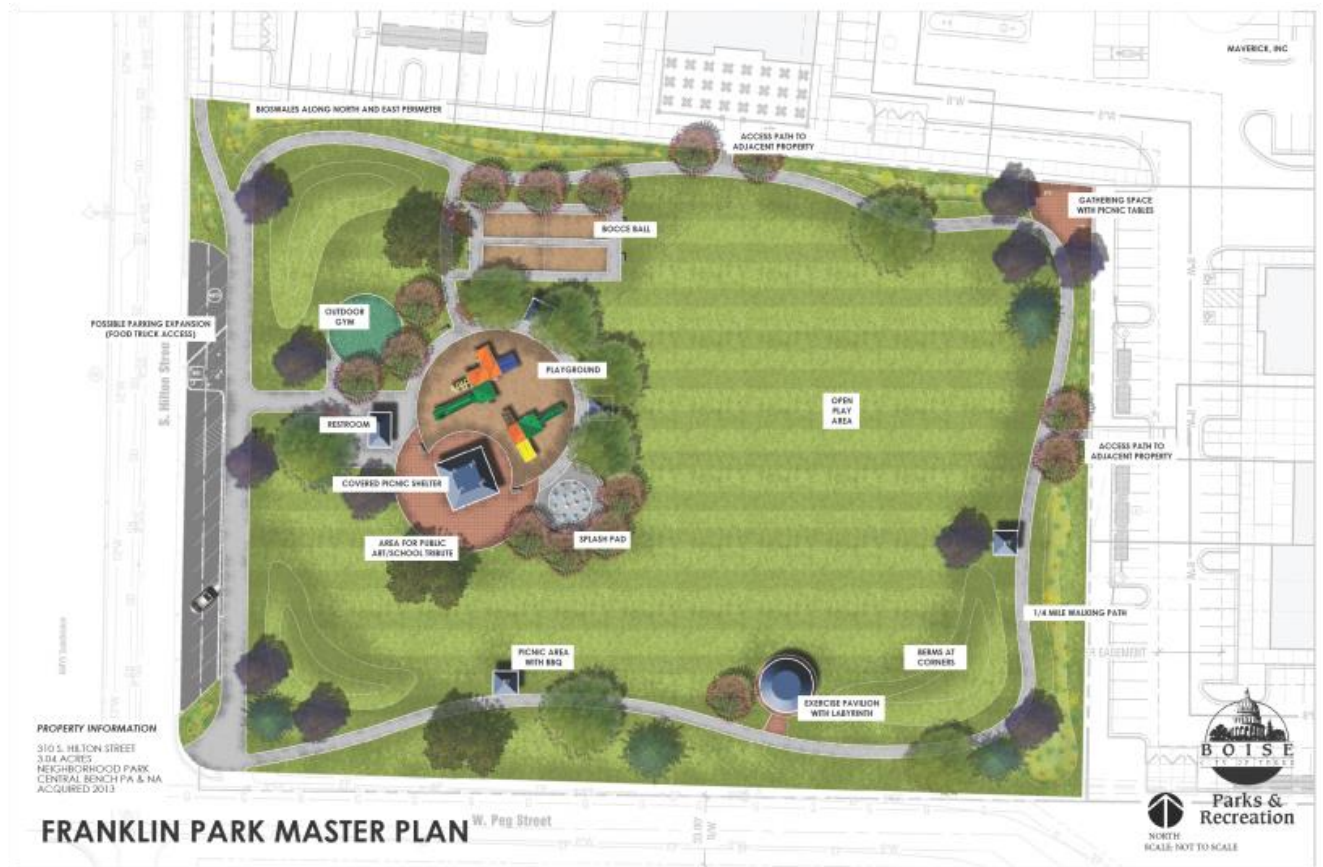 MAVERICK, INC
BIOSWALES ALONG NORTH AND EAST PERIMETER
ACCESS PATH TO
ADJACENT PROPERTY
GATHERING SPACE
WITH PICNIC TABLES
BOCCE BALL
OUTDOOR
GYM
POSSIBLE PARKING EXPANSION
(FOOD TRUCK ACCESS)
S. Hilton Street
PLAYGROUND
OPEN
PLAY
AREA
RESTROOM
ACCESS PATH TO
ADJACENT PROPERTY
COVERED PICNIC SHELTER
AREA FOR PUBLIC
ART/SCHOOL TRIBUTE
SPLASH PAD
1/4 MILE WALKING PATH
PICNIC AREA
WITH BBQ
BERMS AT
CORNERS
EASEMENT
EXERCISE PAVILION
WITH LABYRINTH
PROPERTY INFORMATION
310 S. HILTON STREET
3.04 ACRES
NEIGHBORHOOD PARK
CENTRAL BENCH PA & NA
ACQUIRED 2013
BOISE
CITY OF TREES
Parks &
Recreation
W. Peg Street
FRANKLIN PARK MASTER PLAN
NORTH
SCALE: NOT TO SCALE